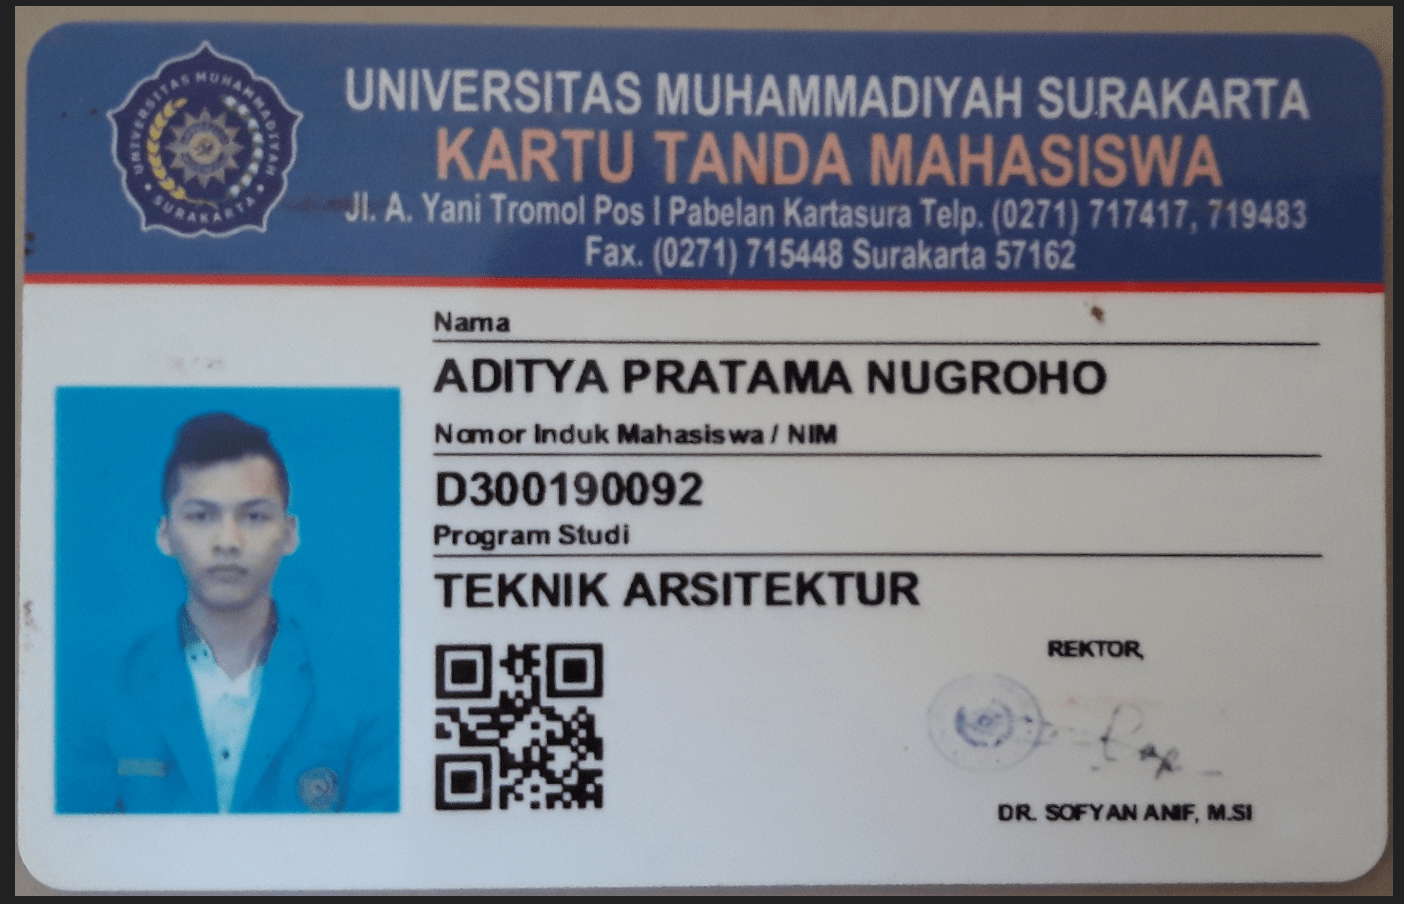 UNIVERSITAS MUHAMMADIYAH SURAKARTA
KARTU TANDA MAHASISWA
Jl. A. Yani Tromol Pos I Pabelan Kartasura Telp. (0271) 717417, 719483
Fax. (0271) 715448 Surakarta 57162
UNIVERSITAS MUHAMMADIYAH
SURAKARTA
Nama
ADITYA PRATAMA NUGROHO
Nomor Induk Mahasiswa / NIM
D300190092
Program Studi
TEKNIK ARSITEKTUR
REKTOR,
DR. SOFYAN ANIF, M.SI